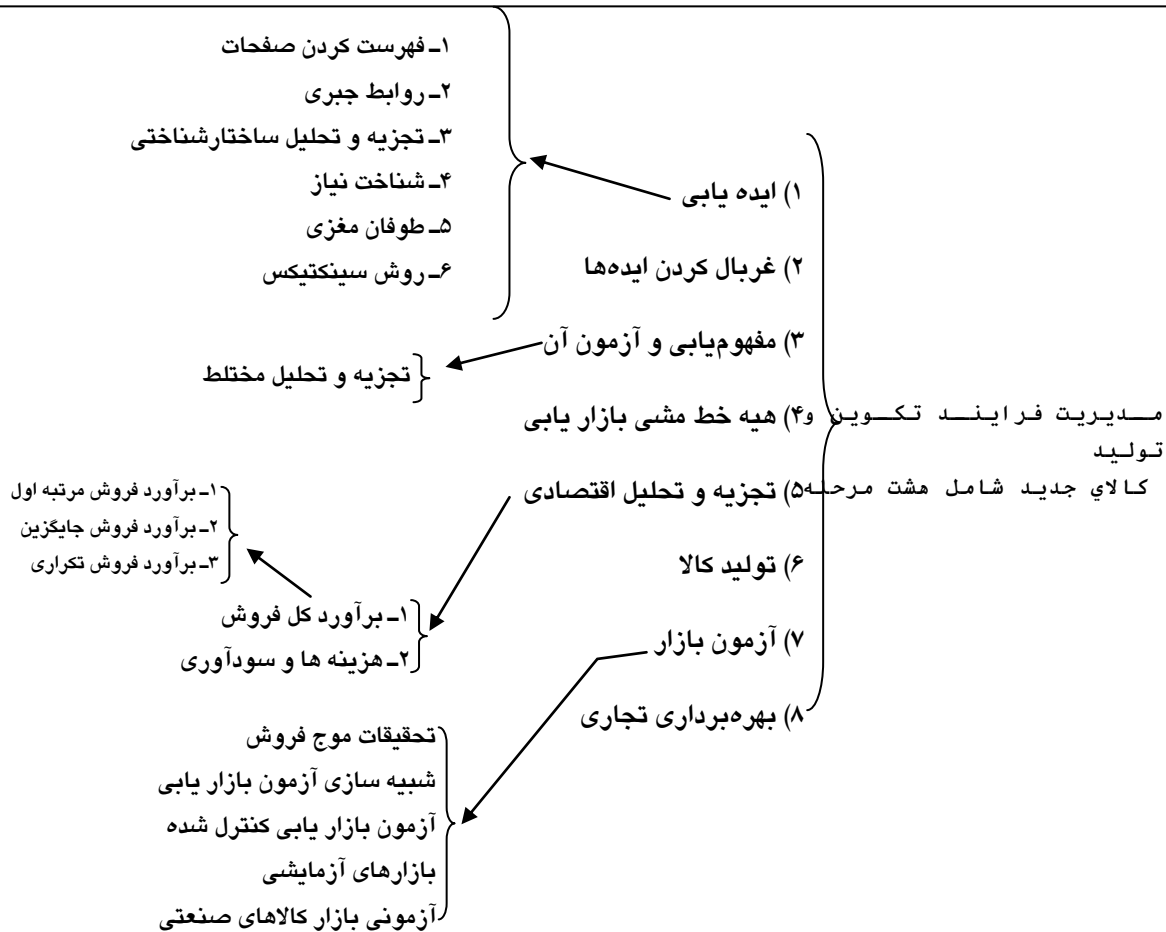 مـــدیریت فراینـــد تکـــوین و
تولید
کالاي جدید شامل هشت مرحله
۱) ایده یابی
۲) غربال کردن ایده‌ها
۳) مفهوم‌یابی و آزمون آن
۴) هیه خط مشی بازار یابی
۵) تجزیه و تحلیل اقتصادی
۶) تولید کالا
۷) آزمون بازار
۸) بهره‌برداری تجاری
۱ـ فهرست کردن صفحات
۲ـ روابط جبری
۳ـ تجزیه و تحلیل ساختارشناختی
۴ـ شناخت نیاز
۵ـ طوفان مغزی
۶ـ روش سینکتیکس
تجزیه و تحلیل مختلط
۱ـ برآورد کل فروش
۲ـ هزینه ها و سودآوری
۱ـ برآورد فروش مرتبه اول
۲ـ برآورد فروش جایگزین
۳ـ برآورد فروش تکراری
تحقیقات موج فروش
شبیه سازی آزمون بازار یابی
آزمون بازار یابی کنترل شده
بازارهای آزمایشی
آزمونی بازار کالاهای صنعتی